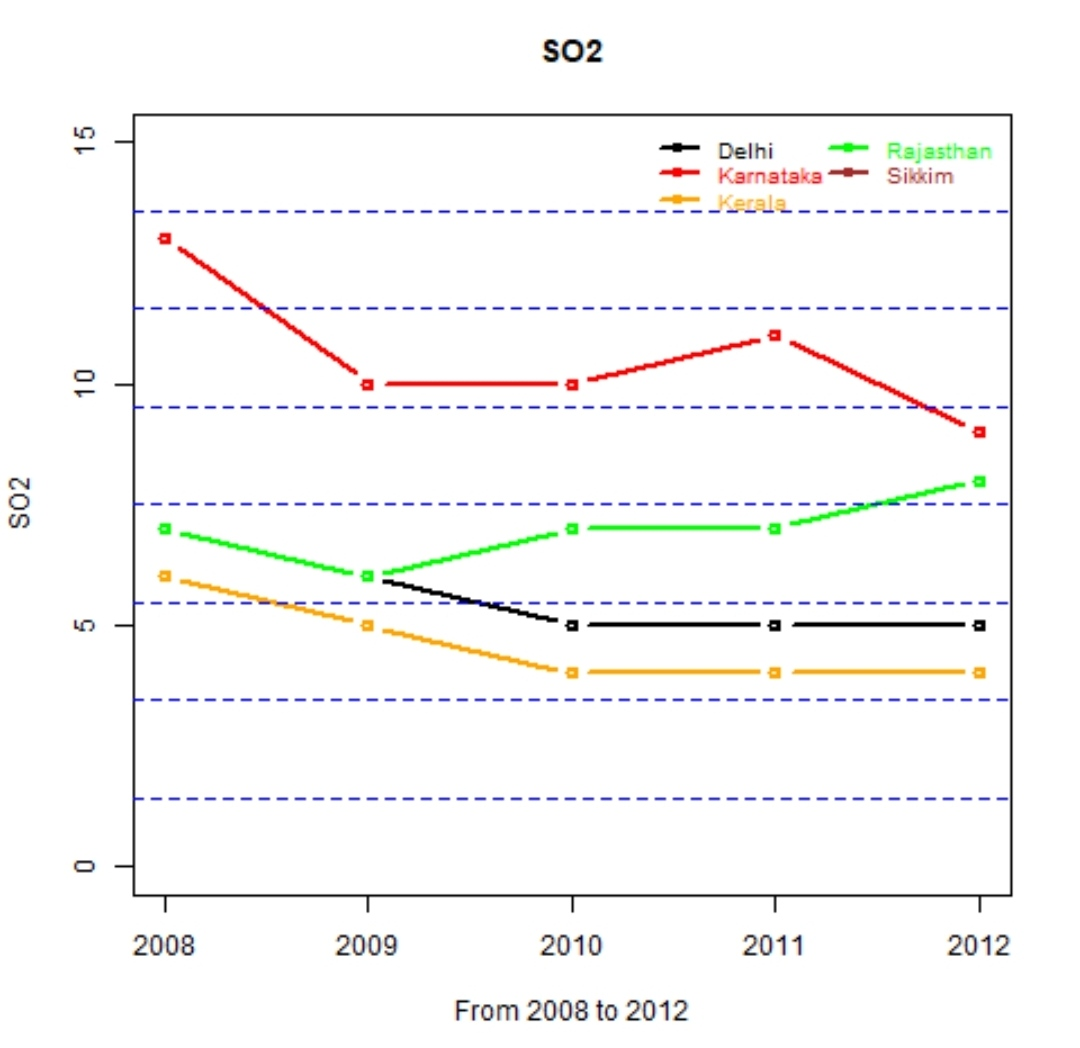 SO2
15
10
5
0
SO2
Delhi
Karnataka
Kerala
Rajasthan
Sikkim
2008 2009 2010 2011 2012
From 2008 to 2012